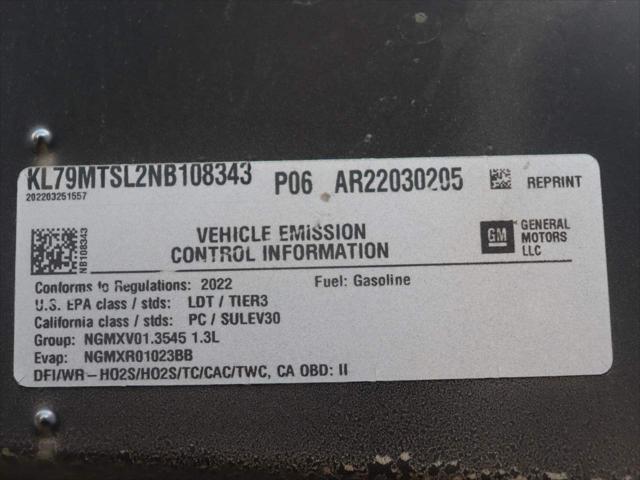 KL79MTSL2NB108343 P06 AR22030205 REPRINT
202203251557
NB108343
VEHICLE EMISSION
CONTROL INFORMATION
GM GENERAL
MOTORS
LLC
Conforms to Regulations: 2022 Fuel: Gasoline
U.S. EPA class / stds: LDT / TIER3
California class / stds: PC / SULEV30
Group: NGMXV01.3545 1.3L
Evap: NGMXR01023BB
DFI/WR-HO2S/HO2S/TC/CAC/TWC, CA OBD: II